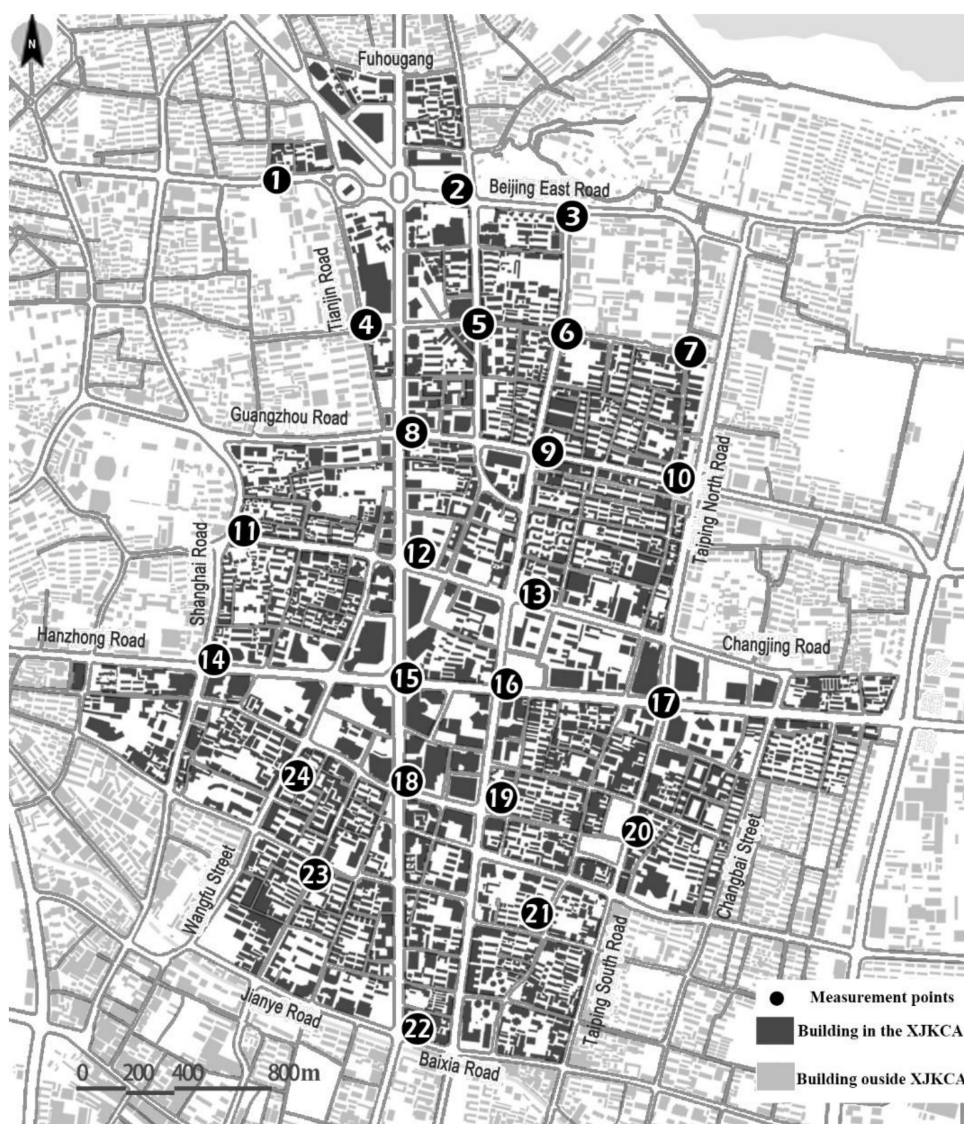 N
Fuhougang
1
2
Beijing East Road
3
Tianjin Road
4
5
6
7
Guangzhou Road
8
9
10
Taiping North Road
11
12
Shanghai Road
13
Hanzhong Road
Changjing Road
14
15
16
17
24
18
19
20
Changbai Street
Wangfu Street
23
21
Taiping South Road
Jianye Road
22
Baixia Road
0 200 400 800m
Measurement points
Building in the XJKCA
Building ouside XJKCA